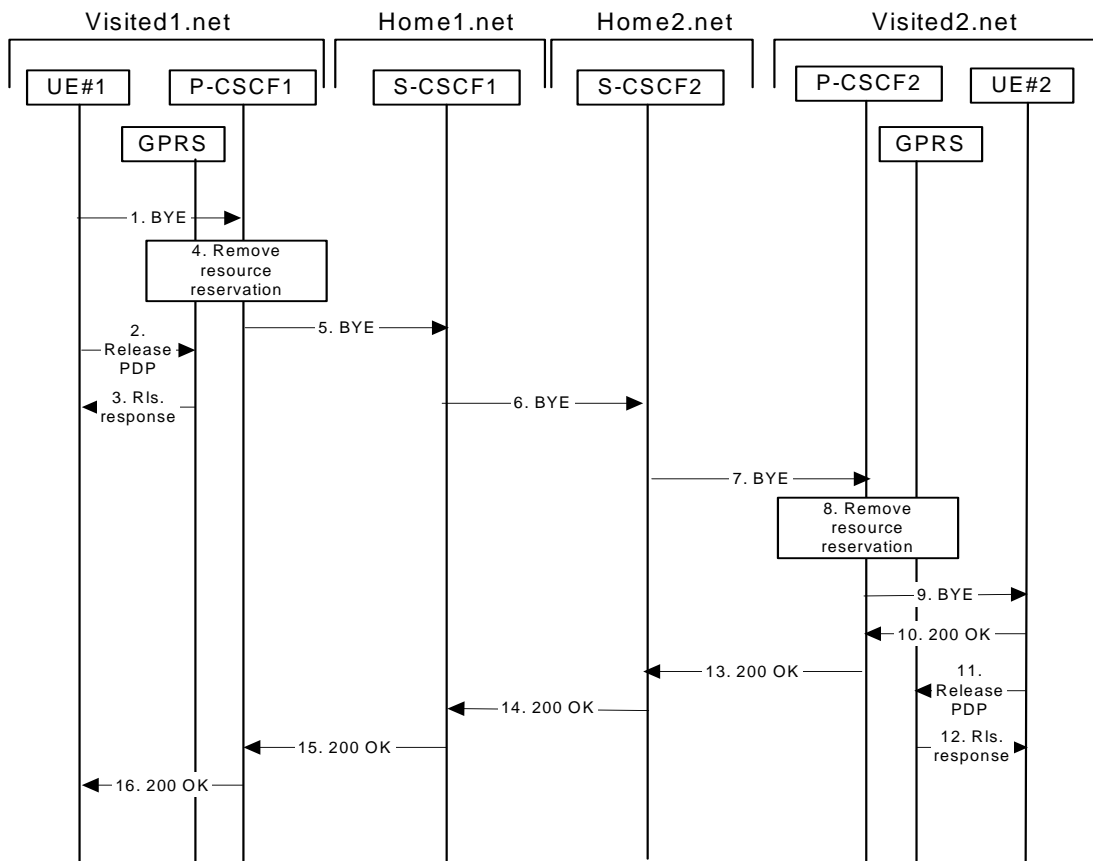 Visited1.net
Home1.net
Home2.net
Visited2.net
UE#1
P-CSCF1
S-CSCF1
S-CSCF2
P-CSCF2
UE#2
GPRS
GPRS
1. BYE
4. Remove
resource
reservation
5. BYE
2.
Release
PDP
3. Rls.
response
6. BYE
7. BYE
8. Remove
resource
reservation
9. BYE
10. 200 OK
13. 200 OK
11.
Release
PDP
14. 200 OK
15. 200 OK
12. Rls.
response
16. 200 OK